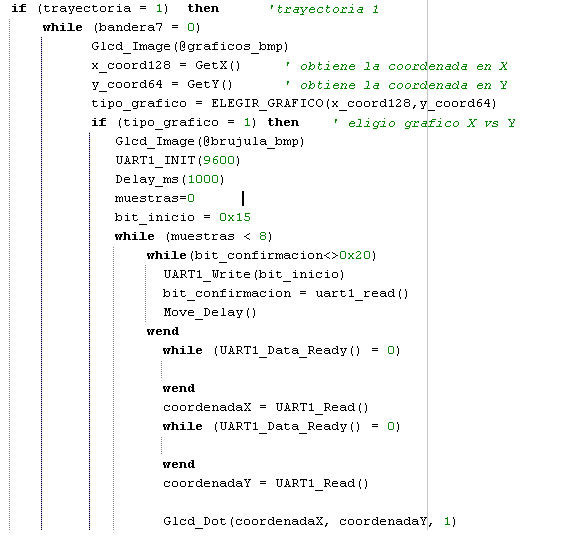 if (trayectoria = 1)  then      'trayectoria 1
    while (bandera7 = 0)
          Glcd_Image(@graficos_bmp)
          x_coord128 = GetX()     ' obtiene la coordenada en X
          y_coord64 = GetY()      ' obtiene la coordenada en Y
          tipo_grafico = ELEGIR_GRAFICO(x_coord128,y_coord64)
          if (tipo_grafico = 1) then    ' eligio grafico X vs Y
             Glcd_Image(@brujula_bmp)
             UART1_INIT(9600)
             Delay_ms(1000)
             muestras=0
             bit_inicio = 0x15
             while (muestras < 8)
                 while(bit_confirmacion<>0x20)
                   UART1_Write(bit_inicio)
                   bit_confirmacion = uart1_read()
                   Move_Delay()
                 wend
                   while (UART1_Data_Ready() = 0)
                   wend
                   coordenadaX = UART1_Read()
                   while (UART1_Data_Ready() = 0)
                   wend
                   coordenadaY = UART1_Read()
                   Glcd_Dot(coordenadaX, coordenadaY, 1)